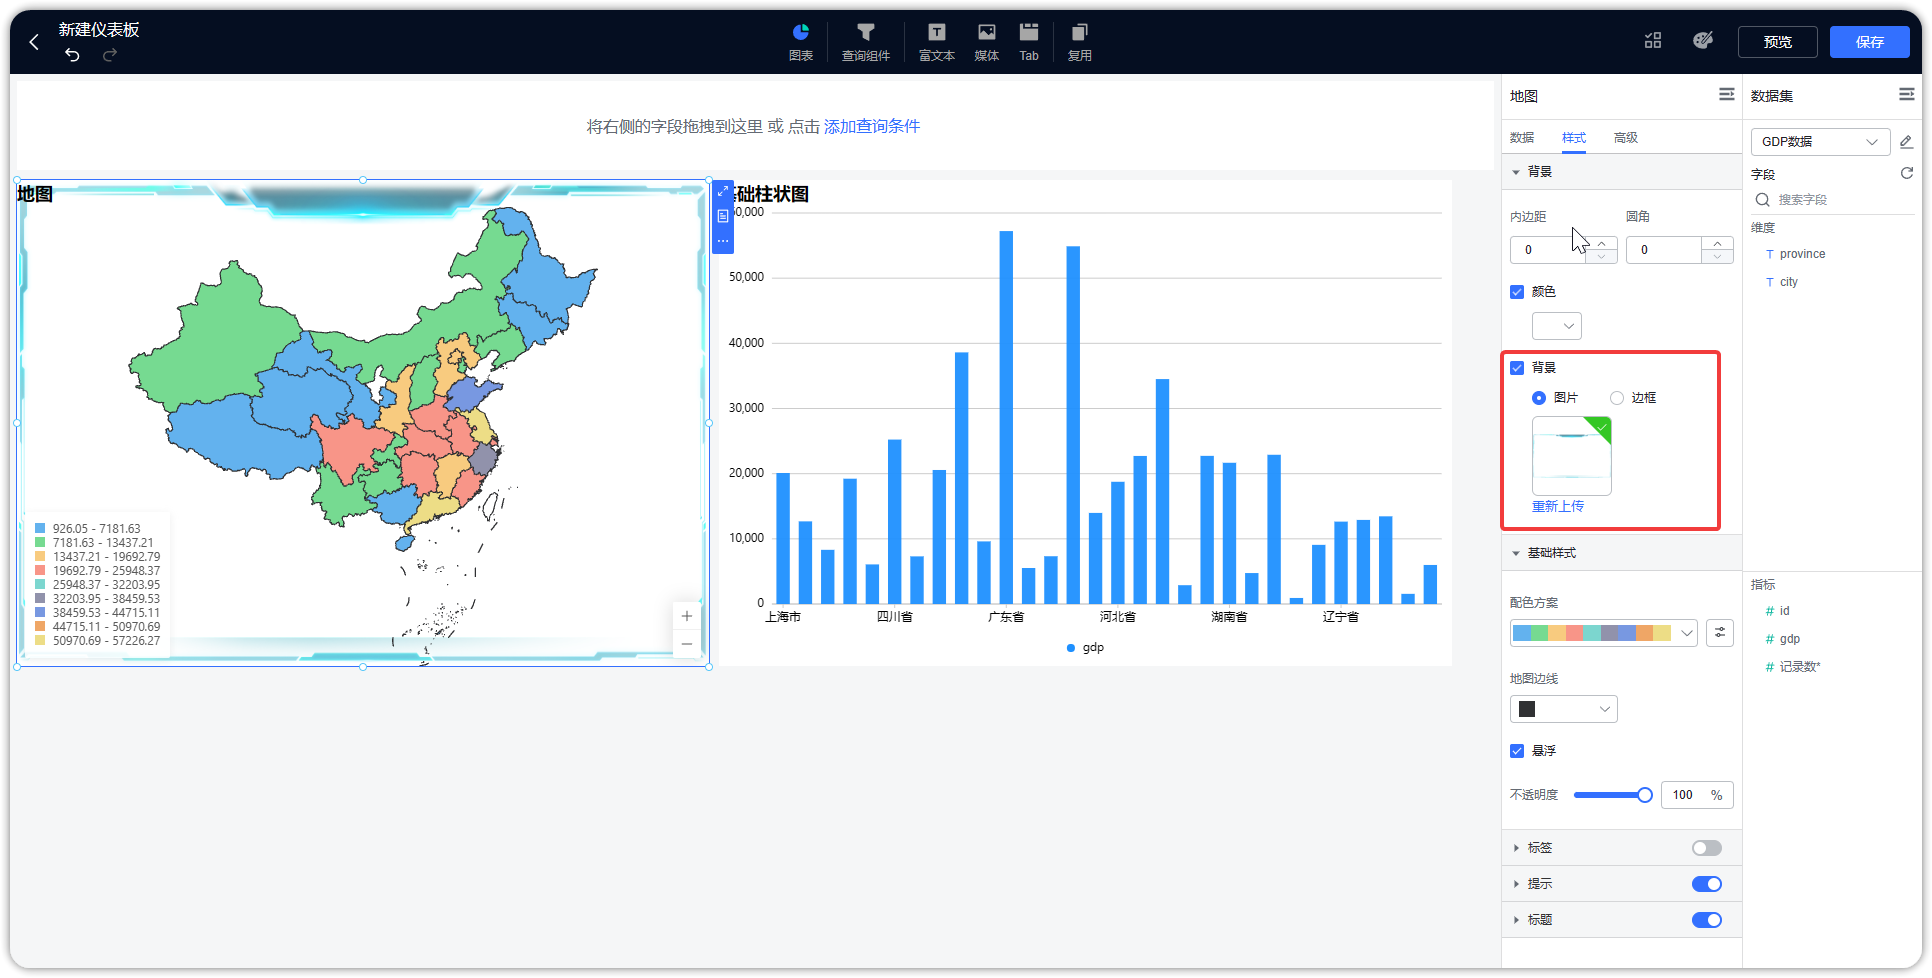 新建仪表板
图表
查询组件
富文本
媒体
Tab
复用
预览
保存
将右侧的字段拖拽到这里 或 点击 添加查询条件
地图
926.05 - 7181.63
7181.63 - 13437.21
13437.21 - 19692.79
19692.79 - 25948.37
25948.37 - 32203.95
32203.95 - 38459.53
38459.53 - 44715.11
44715.11 - 50970.69
50970.69 - 57226.27
础柱状图
0,000
50,000
40,000
30,000
20,000
10,000
0
上海市
四川省
广东省
河北省
湖南省
辽宁省
gdp
地图
数据
样式
高级
背景
内边距
圆角
0
0
颜色
背景
图片
边框
重新上传
基础样式
配色方案
地图边线
悬浮
不透明度
100 %
标签
提示
标题
数据集
GDP数据
字段
搜索字段
维度
T province
T city
指标
# id
# gdp
# 记录数*